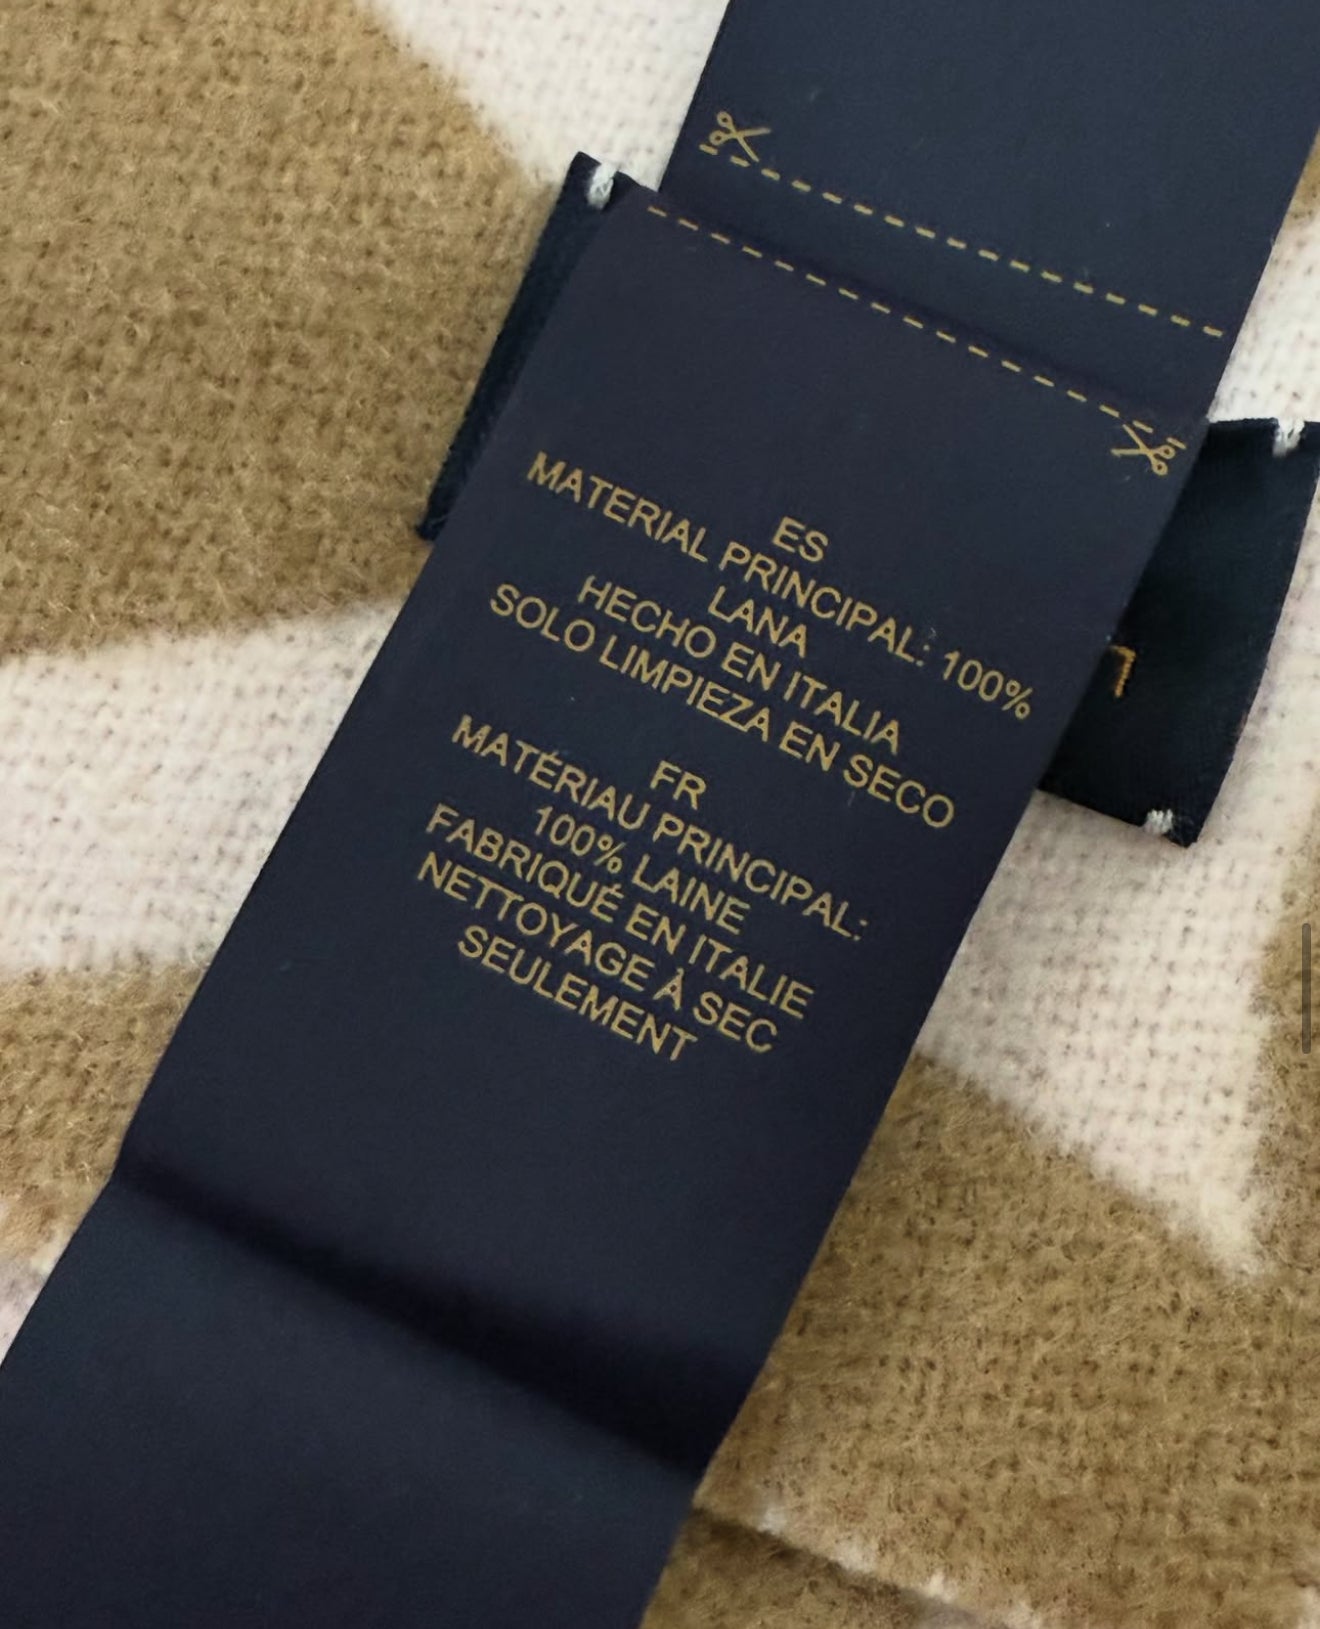 ES
MATERIAL PRINCIPAL: 100%
LANA
HECHO EN ITALIA
SOLO LIMPIEZA EN SECO
FR
MATÉRIAU PRINCIPAL:
100% LAINE
FABRIQUÉ EN ITALIE
NETTOYAGE À SEC
SEULEMENT